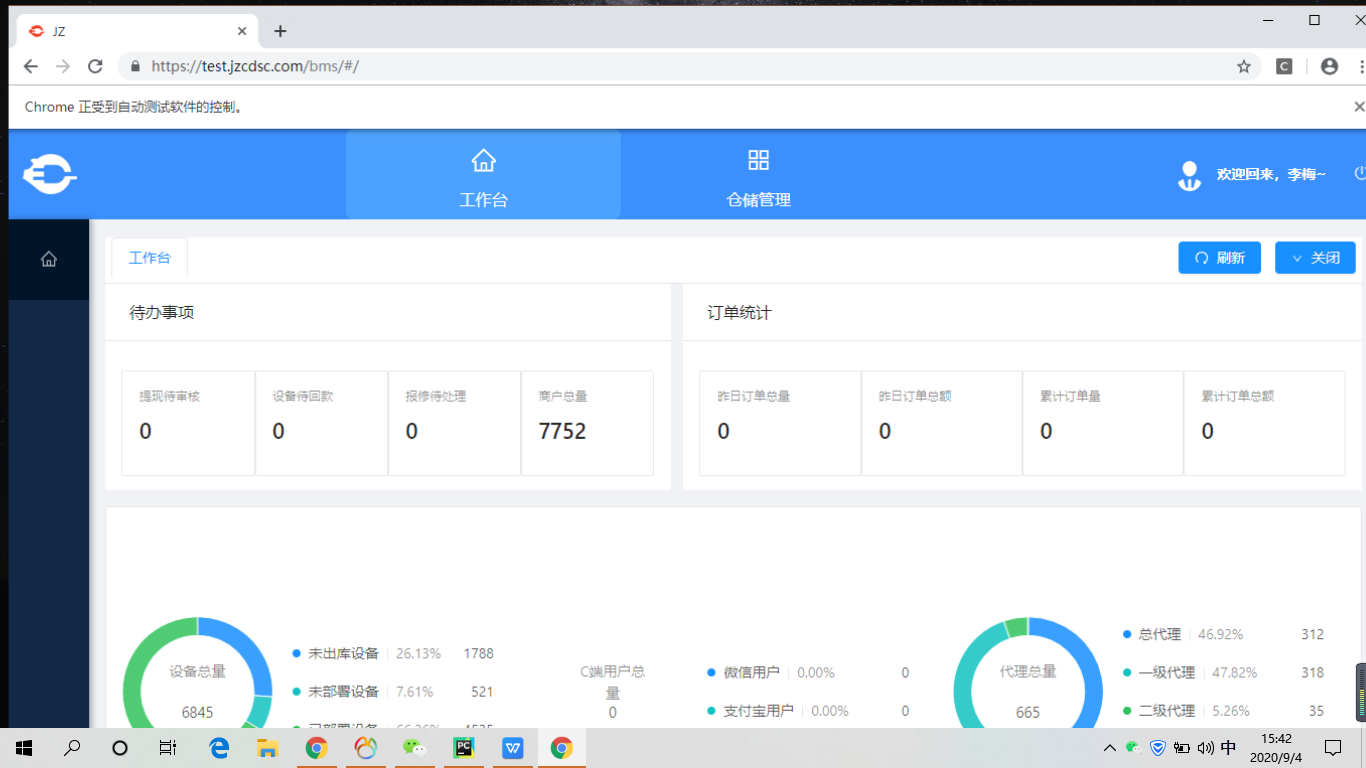 JZ
https://test.jzcdsc.com/bms/#/
Chrome 正受到自动测试软件的控制。
工作台
仓储管理
欢迎回来，李梅~
工作台
刷新
关闭
待办事项
订单统计
提现待审核
设备待回款
报修待处理
商户总量
0
0
0
7752
昨日订单总量
昨日订单总额
累计订单量
累计订单总额
0
0
0
0
设备总量
6845
未出库设备 26.13% 1788
未部署设备 7.61% 521
C端用户总
量
0
微信用户 0.00% 0
支付宝用户 0.00% 0
代理总量
665
总代理 46.92% 312
一级代理 47.82% 318
二级代理 5.26% 35
中
15:42
2020/9/4